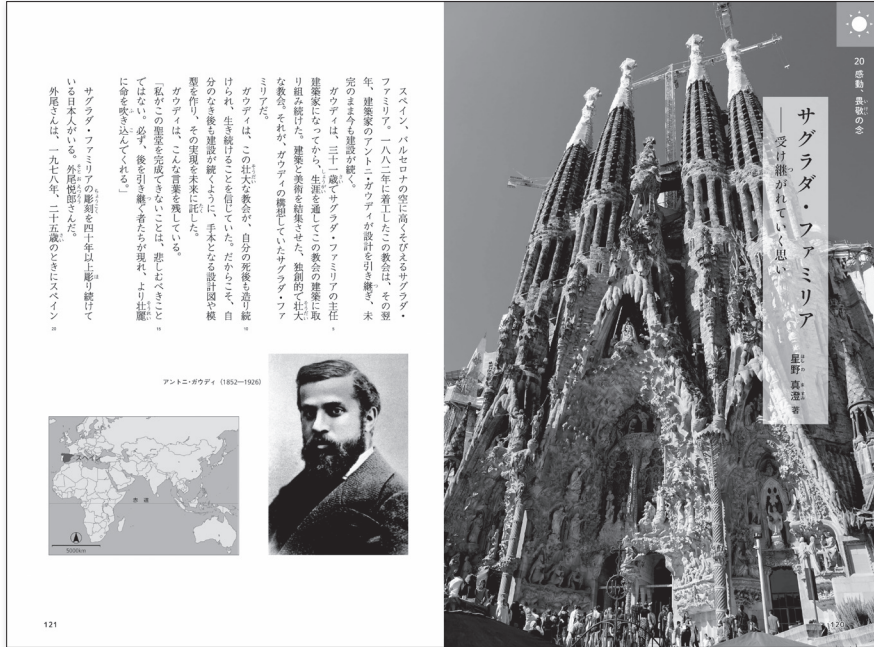 20 感動、畏敬の念
サグラダ・ファミリア
──受け継がれていく思い
星野 真澄 著
スペイン、バルセロナの空に高くそびえるサグラダ・
ファミリア。一八八二年に着工したこの教会は、その翌
年、建築家のアントニ・ガウディが設計を引き継ぎ、未
完のまま今も建設が続く。
ガウディは、三十一歳でサグラダ・ファミリアの主任
建築家になってから、生涯を通してこの教会の建築に取
り組み続けた。建築と美術を結集させた、独創的で壮大
な教会。それが、ガウディの構想していたサグラダ・ファ
ミリアだ。
ガウディは、この壮大な教会が、自分の死後も造り続
けられ、生き続けることを信じていた。だからこそ、自
分のなき後も建設が続くように、手本となる設計図や模
型を作り、その実現を未来に託した。
ガウディは、こんな言葉を残している。
「私がこの聖堂を完成できないことは、悲しむべきこと
ではない。必ず、後を引き継ぐ者たちが現れ、より壮麗
に命を吹き込んでくれる。」
サグラダ・ファミリアの彫刻を四十年以上彫り続けて
いる日本人がいる。外尾悦郎さんだ。
外尾さんは、一九七八年、二十五歳のときにスペイン
5
10
15
20
アントニ・ガウディ（1852―1926）
スペイン
赤道
5000km
121
120